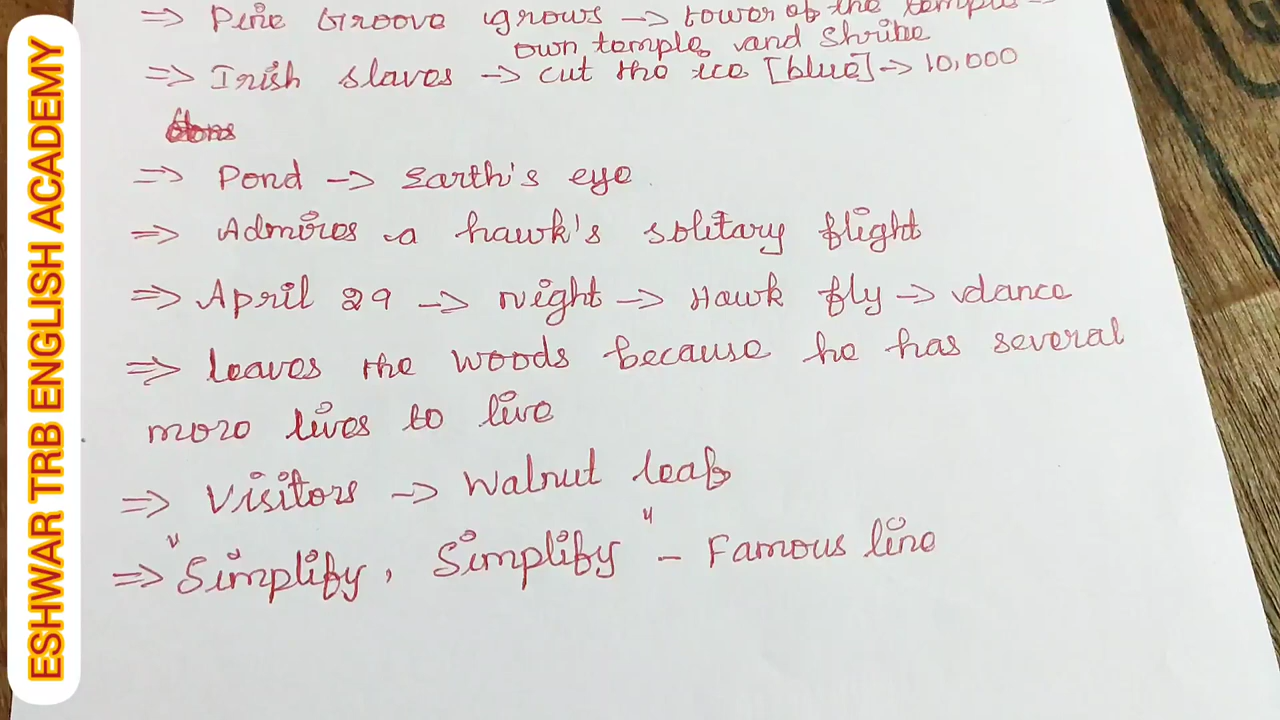 ⇒ Pine Groove grows → tower of the temple →
own temple, and Shribe
⇒ Irish slaves → cut the ice [blue] → 10,000
⇒ Pond → Earth's eye
⇒ Admires a hawk's solitary flight
⇒ April 29 → night → Hawk fly → dance
⇒ leaves the woods because he has several
more lives to live
⇒ Visitors → Walnut leaf
⇒ "Simplify, Simplify" - Famous line
ESHWAR TRB ENGLISH ACADEMY